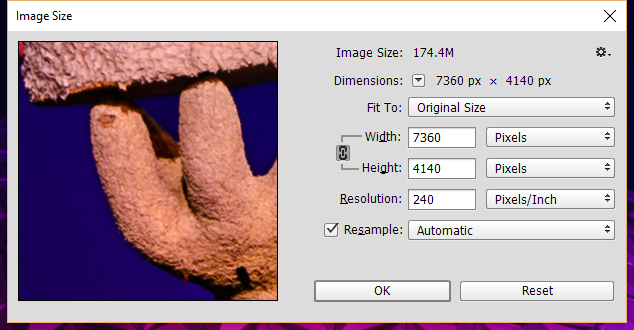 Image Size
Image Size: 174.4M
Dimensions: 7360 px × 4140 px
Fit To: Original Size
Width: 7360 Pixels
Height: 4140 Pixels
Resolution: 240 Pixels/Inch
Resample: Automatic
OK Reset